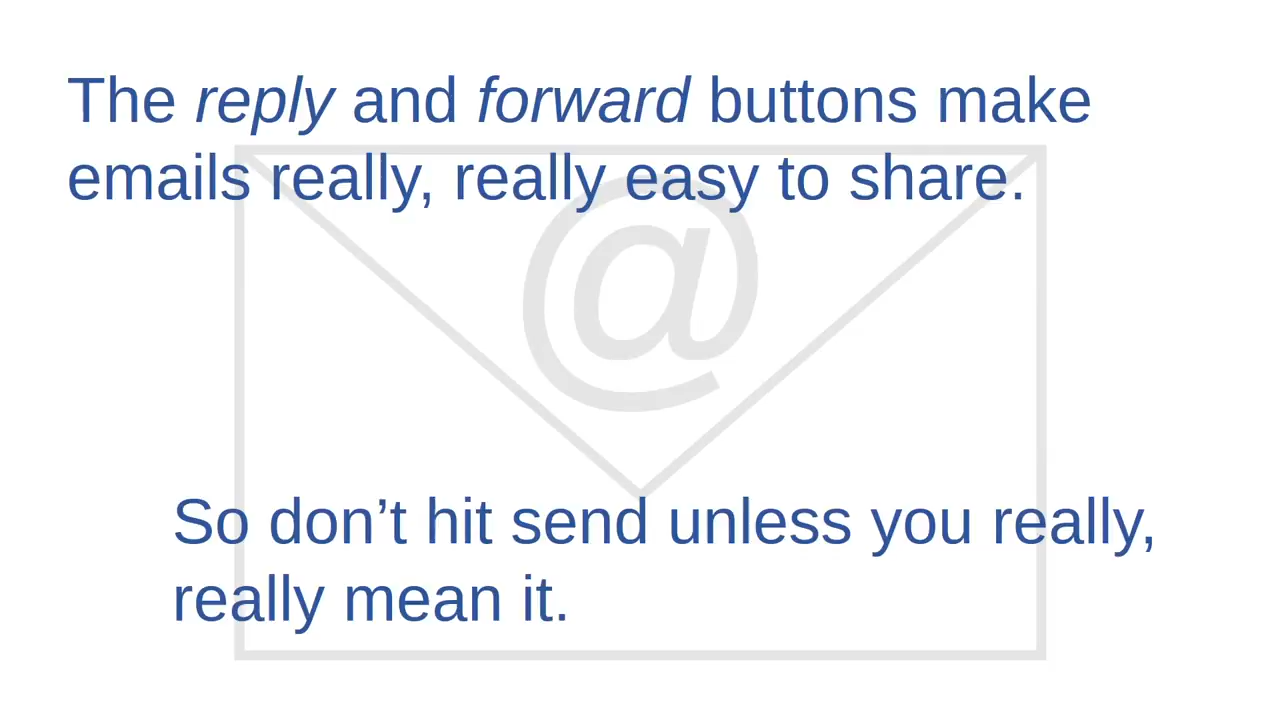 The reply and forward buttons make
emails really, really easy to share.
@
So don’t hit send unless you really,
really mean it.